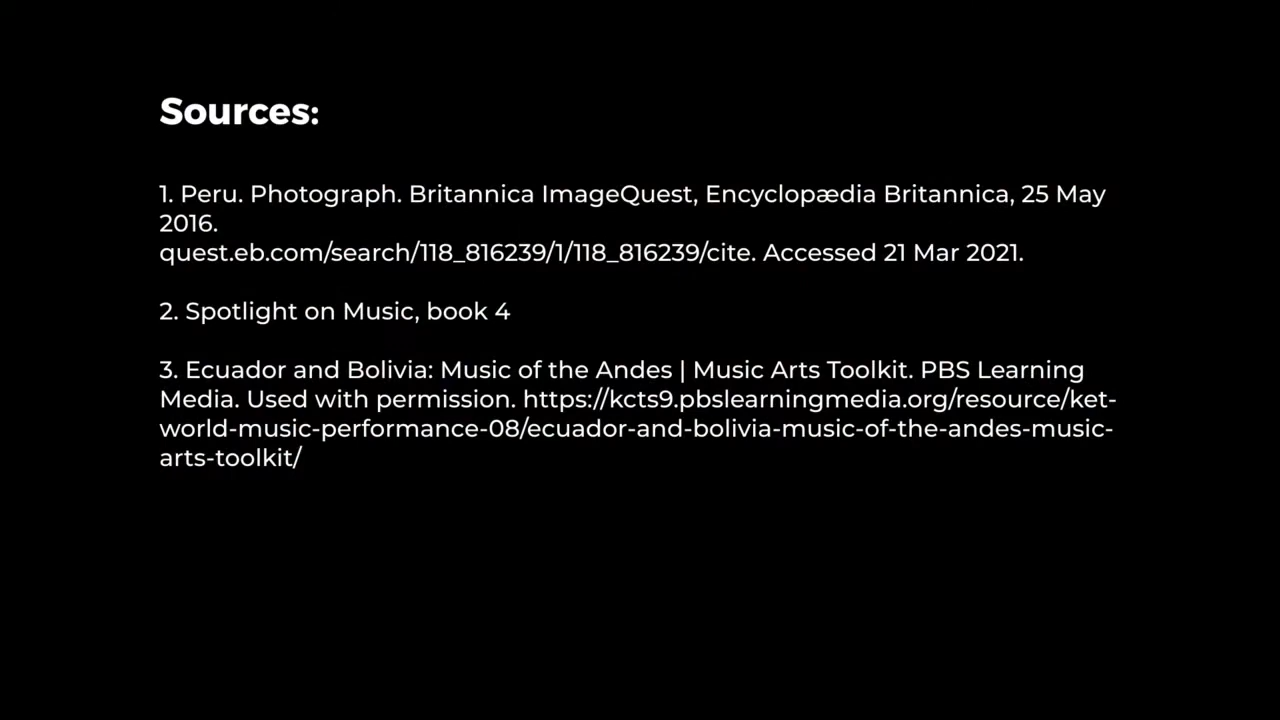 Sources:
1. Peru. Photograph. Britannica ImageQuest, Encyclopædia Britannica, 25 May
2016.
quest.eb.com/search/118_816239/1/118_816239/cite. Accessed 21 Mar 2021.
2. Spotlight on Music, book 4
3. Ecuador and Bolivia: Music of the Andes | Music Arts Toolkit. PBS Learning
Media. Used with permission. https://kcts9.pbslearningmedia.org/resource/ket-
world-music-performance-08/ecuador-and-bolivia-music-of-the-andes-music-
arts-toolkit/